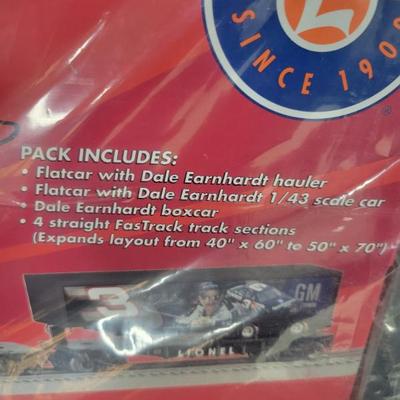 L
SINCE 190
PACK INCLUDES:
• Flatcar with Dale Earnhardt hauler
• Flatcar with Dale Earnhardt 1/43 scale car
• Dale Earnhardt boxcar
• 4 straight FasTrack track sections
(Expands layout from 40" x 60" to 50" x 70")
3
GM
LIONEL